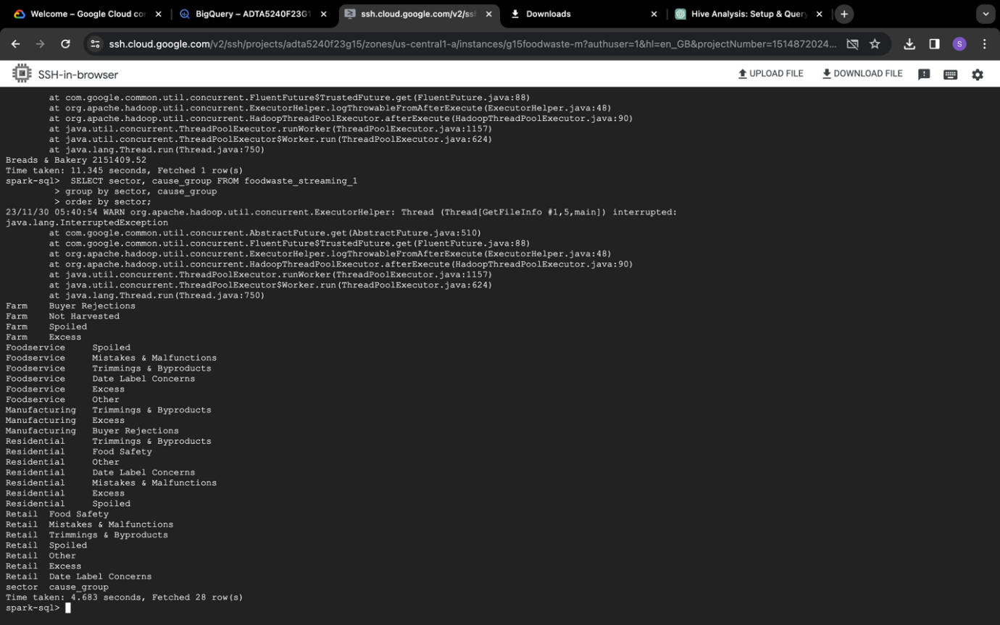 Welcome – Google Cloud co
BigQuery – ADTA5240F23G1
ssh.cloud.google.com/v2/ssh
Downloads
Hive Analysis: Setup & Query
ssh.cloud.google.com/v2/ssh/projects/adta5240f23g15/zones/us-central1-a/instances/g15foodwaste-m?authuser=1&hl=en_GB&projectNumber=1514872024...
S
SSH-in-browser
UPLOAD FILE
DOWNLOAD FILE
at com.google.common.util.concurrent.FluentFuture$TrustedFuture.get(FluentFuture.java:88)
at org.apache.hadoop.util.concurrent.ExecutorHelper.logThrowableFromAfterExecute(ExecutorHelper.java:48)
at org.apache.hadoop.util.concurrent.HadoopThreadPoolExecutor.afterExecute(HadoopThreadPoolExecutor.java:90)
at java.util.concurrent.ThreadPoolExecutor.runWorker(ThreadPoolExecutor.java:1157)
at java.util.concurrent.ThreadPoolExecutor$Worker.run(ThreadPoolExecutor.java:624)
at java.lang.Thread.run(Thread.java:750)
Breads & Bakery 2151409.52
Time taken: 11.345 seconds, Fetched 1 row(s)
spark-sql>  SELECT sector, cause_group FROM foodwaste_streaming_1
> group by sector, cause_group
> order by sector;
23/11/30 05:40:54 WARN org.apache.hadoop.util.concurrent.ExecutorHelper: Thread (Thread[GetFileInfo #1,5,main]) interrupted:
java.lang.InterruptedException
at com.google.common.util.concurrent.AbstractFuture.get(AbstractFuture.java:510)
at com.google.common.util.concurrent.FluentFuture$TrustedFuture.get(FluentFuture.java:88)
at org.apache.hadoop.util.concurrent.ExecutorHelper.logThrowableFromAfterExecute(ExecutorHelper.java:48)
at org.apache.hadoop.util.concurrent.HadoopThreadPoolExecutor.afterExecute(HadoopThreadPoolExecutor.java:90)
at java.util.concurrent.ThreadPoolExecutor.runWorker(ThreadPoolExecutor.java:1157)
at java.util.concurrent.ThreadPoolExecutor$Worker.run(ThreadPoolExecutor.java:624)
at java.lang.Thread.run(Thread.java:750)
Farm Buyer Rejections
Farm Not Harvested
Farm Spoiled
Farm Excess
Foodservice Spoiled
Foodservice Mistakes & Malfunctions
Foodservice Trimmings & Byproducts
Foodservice Date Label Concerns
Foodservice Excess
Foodservice Other
Manufacturing Trimmings & Byproducts
Manufacturing Excess
Manufacturing Buyer Rejections
Residential Trimmings & Byproducts
Residential Food Safety
Residential Other
Residential Date Label Concerns
Residential Mistakes & Malfunctions
Residential Excess
Residential Spoiled
Retail Food Safety
Retail Mistakes & Malfunctions
Retail Trimmings & Byproducts
Retail Spoiled
Retail Other
Retail Excess
Retail Date Label Concerns
sector cause_group
Time taken: 4.683 seconds, Fetched 28 row(s)
spark-sql>